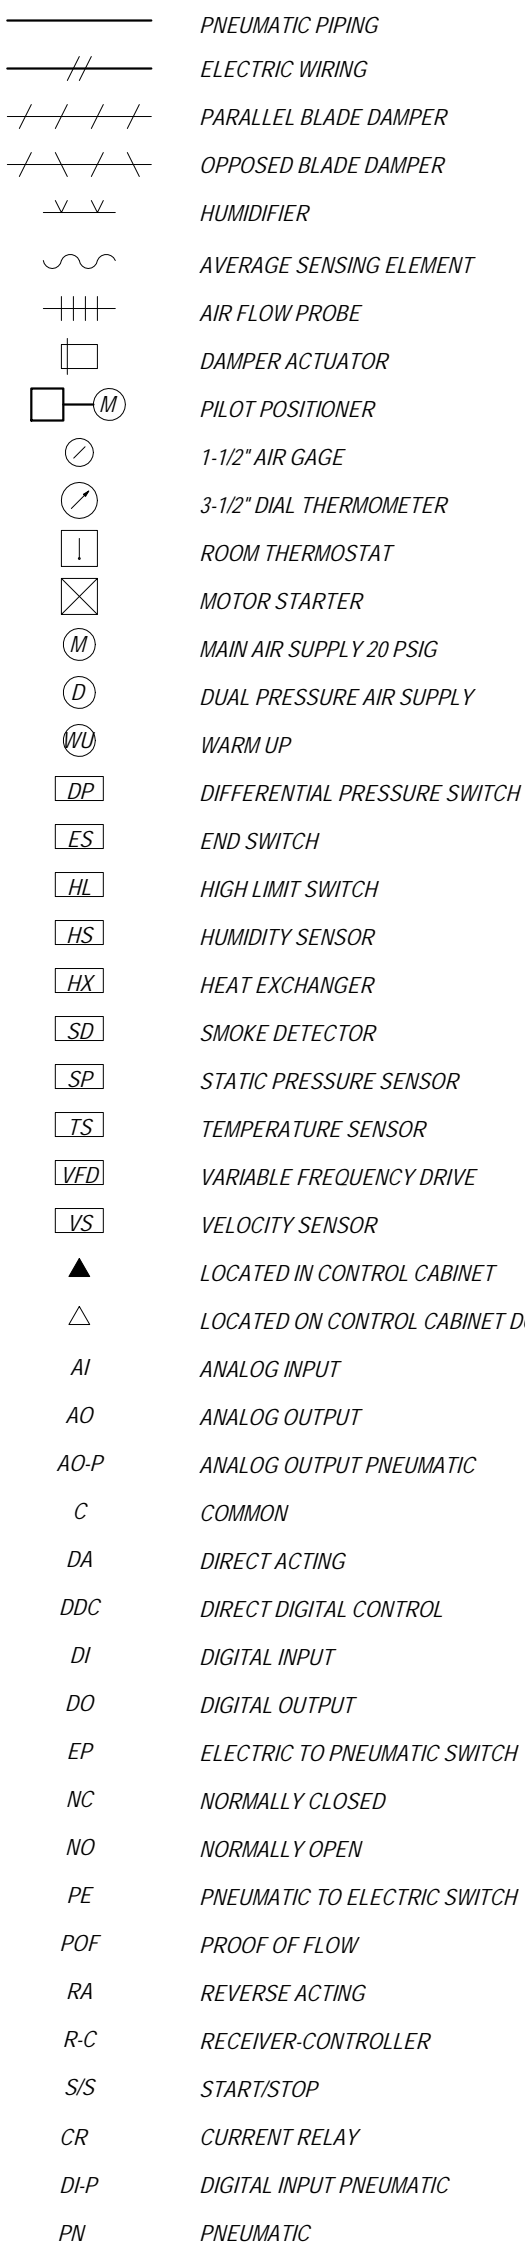 PNEUMATIC PIPING
ELECTRIC WIRING
PARALLEL BLADE DAMPER
OPPOSED BLADE DAMPER
HUMIDIFIER
AVERAGE SENSING ELEMENT
AIR FLOW PROBE
DAMPER ACTUATOR
M PILOT POSITIONER
1-1/2" AIR GAGE
3-1/2" DIAL THERMOMETER
ROOM THERMOSTAT
MOTOR STARTER
M MAIN AIR SUPPLY 20 PSIG
D DUAL PRESSURE AIR SUPPLY
WU WARM UP
DP DIFFERENTIAL PRESSURE SWITCH
ES END SWITCH
HL HIGH LIMIT SWITCH
HS HUMIDITY SENSOR
HX HEAT EXCHANGER
SD SMOKE DETECTOR
SP STATIC PRESSURE SENSOR
TS TEMPERATURE SENSOR
VFD VARIABLE FREQUENCY DRIVE
VS VELOCITY SENSOR
LOCATED IN CONTROL CABINET
LOCATED ON CONTROL CABINET
AI ANALOG INPUT
AO ANALOG OUTPUT
AO-P ANALOG OUTPUT PNEUMATIC
C COMMON
DA DIRECT ACTING
DDC DIRECT DIGITAL CONTROL
DI DIGITAL INPUT
DO DIGITAL OUTPUT
EP ELECTRIC TO PNEUMATIC SWITCH
NC NORMALLY CLOSED
NO NORMALLY OPEN
PE PNEUMATIC TO ELECTRIC SWITCH
POF PROOF OF FLOW
RA REVERSE ACTING
R-C RECEIVER-CONTROLLER
S/S START/STOP
CR CURRENT RELAY
DI-P DIGITAL INPUT PNEUMATIC
PN PNEUMATIC